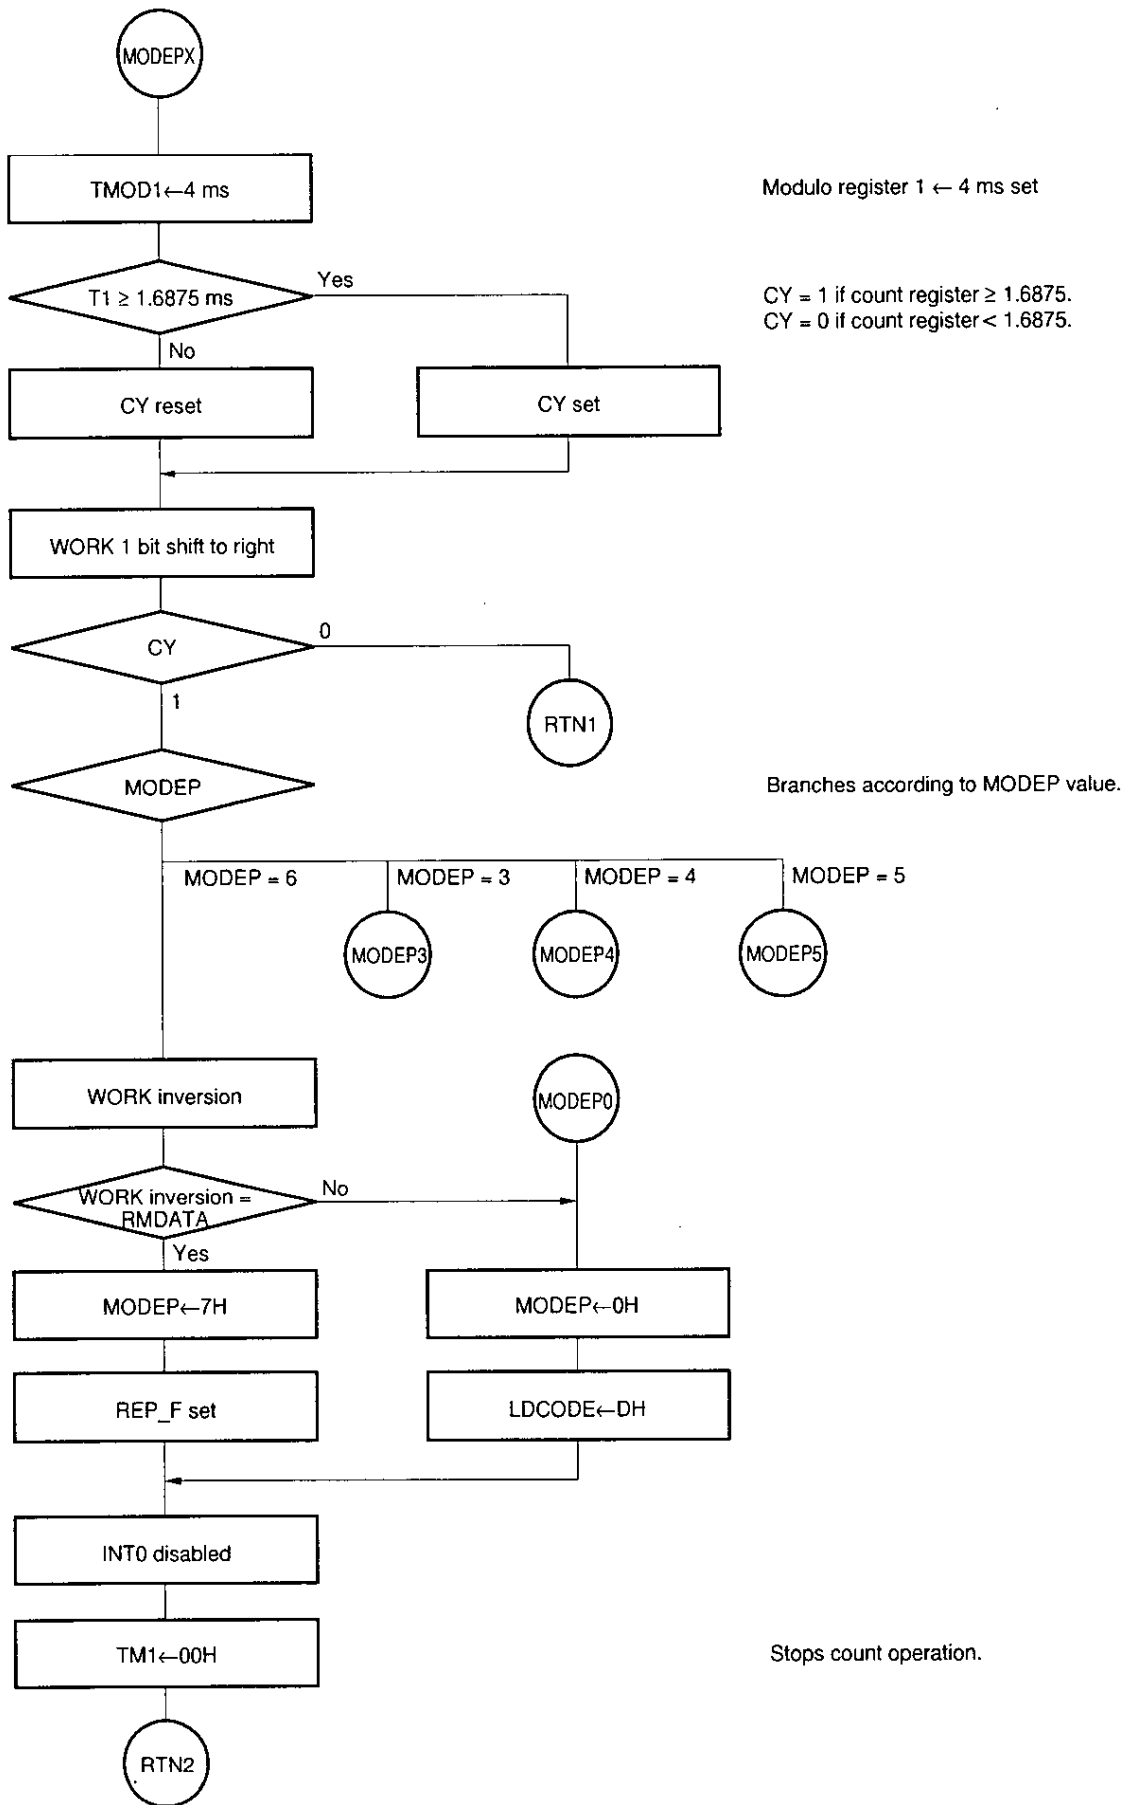 MODEPX
TMOD1←4 ms
Modulo register 1 ← 4 ms set
T1 ≥ 1.6875 ms
Yes
CY = 1 if count register ≥ 1.6875.
CY = 0 if count register < 1.6875.
No
CY reset
CY set
WORK 1 bit shift to right
CY
0
1
RTN1
MODEP
Branches according to MODEP value.
MODEP = 6
MODEP = 3
MODEP = 4
MODEP = 5
MODEP3
MODEP4
MODEP5
WORK inversion
MODEP0
WORK inversion =
RMDATA
No
Yes
MODEP←7H
MODEP←0H
REP_F set
LDCODE←DH
INT0 disabled
TM1←00H
Stops count operation.
RTN2